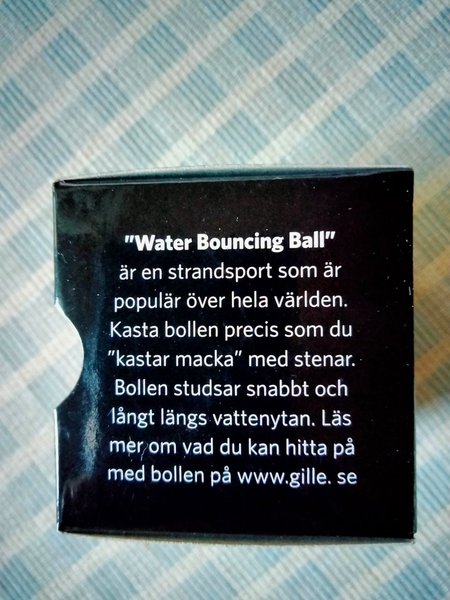 "Water Bouncing Ball"
är en strandsport som är
populär över hela världen.
Kasta bollen precis som du
"kastar macka" med stenar.
Bollen studsar snabbt och
långt längs vattenytan. Läs
mer om vad du kan hitta på
med bollen på www.gille. se